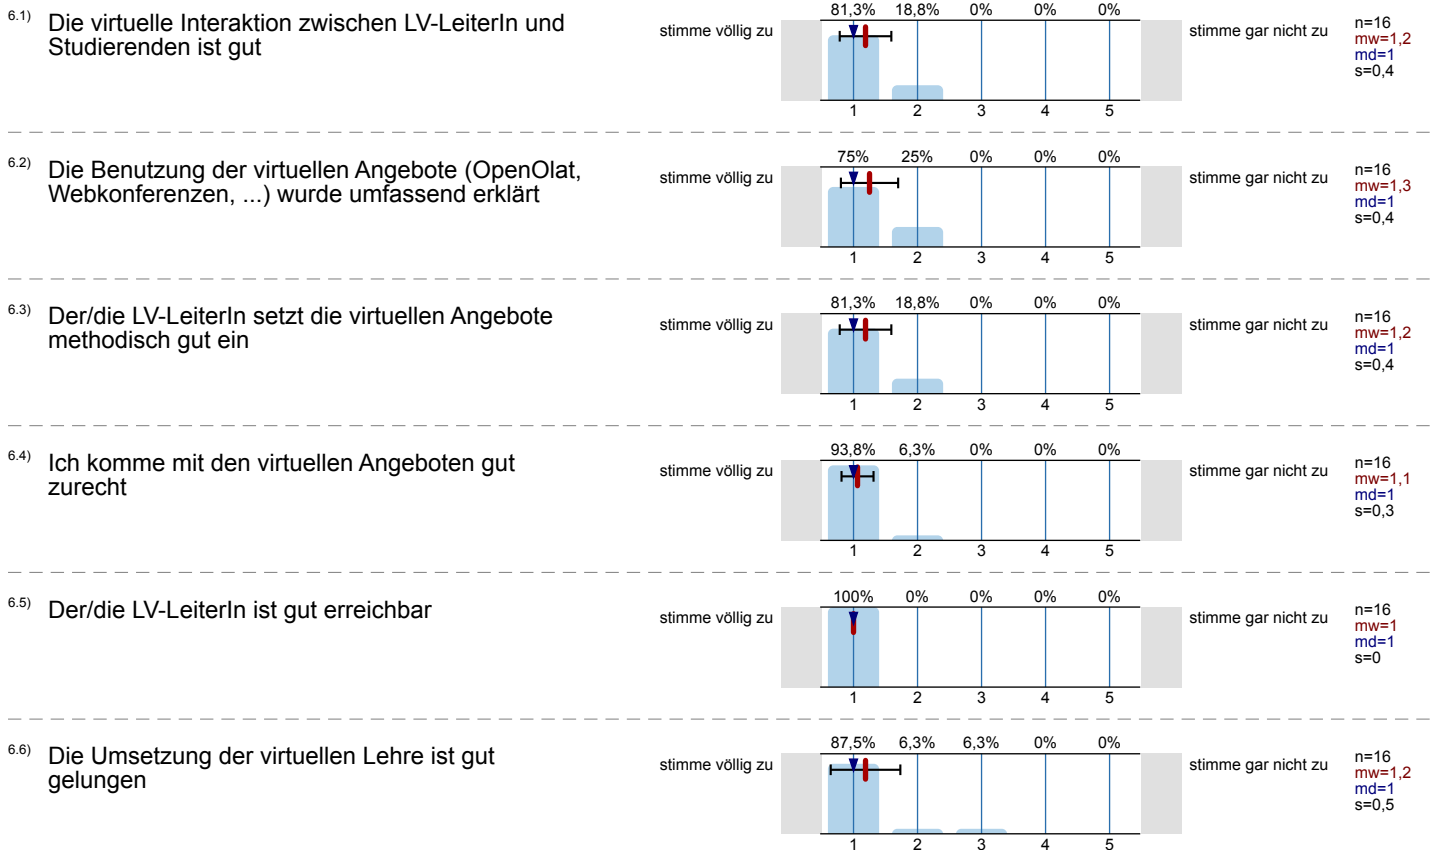 6.1) Die virtuelle Interaktion zwischen LV-LeiterIn und
Studierenden ist gut
stimme völlig zu
81,3% 18,8% 0% 0% 0%
1 2 3 4 5
stimme gar nicht zu
n=16
mw=1,2
md=1
s=0,4
6.2) Die Benutzung der virtuellen Angebote (OpenOlat,
Webkonferenzen, ...) wurde umfassend erklärt
stimme völlig zu
75% 25% 0% 0% 0%
1 2 3 4 5
stimme gar nicht zu
n=16
mw=1,3
md=1
s=0,4
6.3) Der/die LV-LeiterIn setzt die virtuellen Angebote
methodisch gut ein
stimme völlig zu
81,3% 18,8% 0% 0% 0%
1 2 3 4 5
stimme gar nicht zu
n=16
mw=1,2
md=1
s=0,4
6.4) Ich komme mit den virtuellen Angeboten gut
zurecht
stimme völlig zu
93,8% 6,3% 0% 0% 0%
1 2 3 4 5
stimme gar nicht zu
n=16
mw=1,1
md=1
s=0,3
6.5) Der/die LV-LeiterIn ist gut erreichbar
stimme völlig zu
100% 0% 0% 0% 0%
1 2 3 4 5
stimme gar nicht zu
n=16
mw=1
md=1
s=0
6.6) Die Umsetzung der virtuellen Lehre ist gut
gelungen
stimme völlig zu
87,5% 6,3% 6,3% 0% 0%
1 2 3 4 5
stimme gar nicht zu
n=16
mw=1,2
md=1
s=0,5